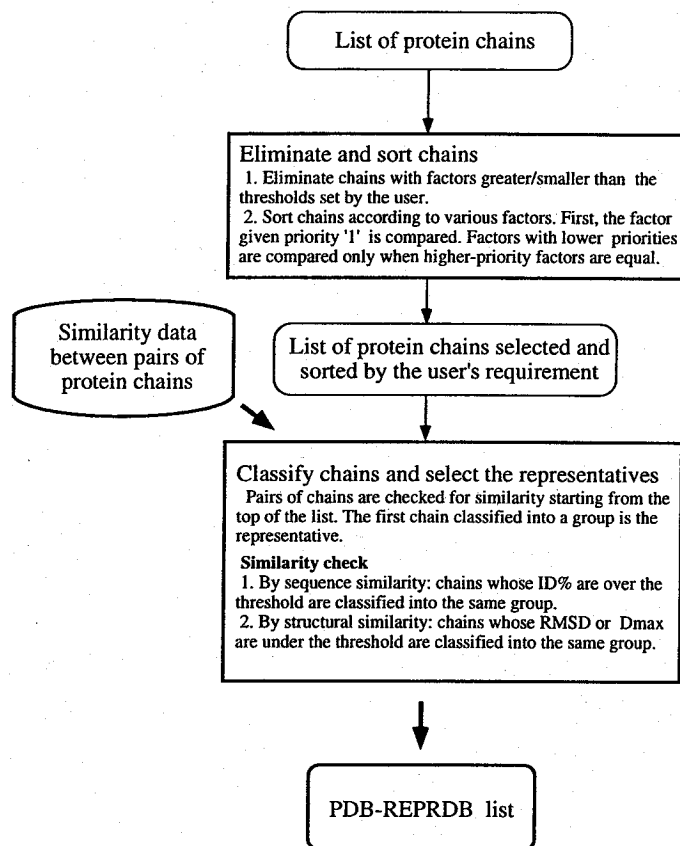 List of protein chains
Eliminate and sort chains
1. Eliminate chains with factors greater/smaller than the
thresholds set by the user.
2. Sort chains according to various factors. First, the factor
given priority '1' is compared. Factors with lower priorities
are compared only when higher-priority factors are equal.
Similarity data
between pairs of
protein chains
List of protein chains selected and
sorted by the user's requirement
Classify chains and select the representatives
Pairs of chains are checked for similarity starting from the
top of the list. The first chain classified into a group is the
representative.
Similarity check
1. By sequence similarity: chains whose ID% are over the
threshold are classified into the same group.
2. By structural similarity: chains whose RMSD or Dmax
are under the threshold are classified into the same group.
PDB-REPRDB list